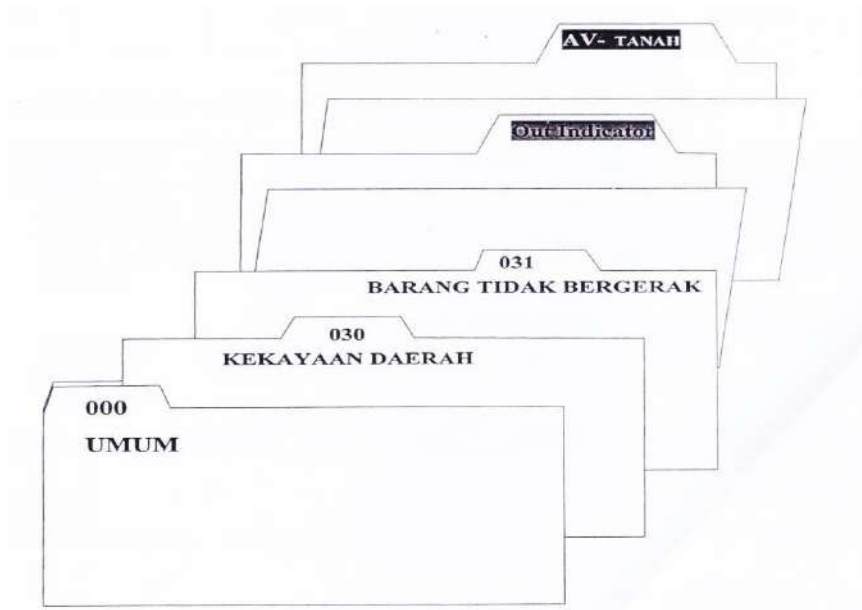 AV- TANAH
Out Indicator
031
BARANG TIDAK BERGERAK
030
KEKAYAAN DAERAH
000
UMUM